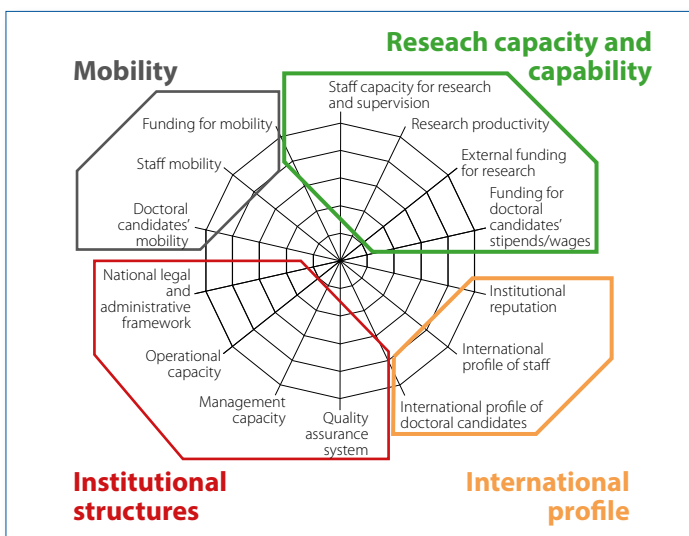 Mobility
Reseach capacity and
capability
Staff capacity for research
and supervision
Funding for mobility
Research productivity
Staff mobility
External funding
for research
Doctoral
candidates’
mobility
Funding for
doctoral
candidates’
stipends/wages
National legal
and
administrative
framework
Institutional
reputation
Operational
capacity
International
profile of staff
Management
capacity
Quality
assurance
system
International profile of
doctoral candidates
Institutional
structures
International
profile